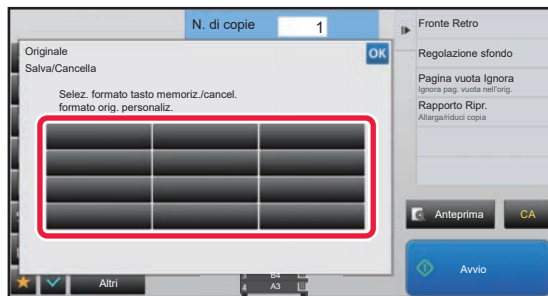 N. di copie 1
Originale
OK
Salva/Cancella
Selez. formato tasto memoriz./cancel.
formato orig. personaliz.
Fronte Retro
Regolazione sfondo
Pagina vuota Ignora
Ignora pag. vuota nell'orig.
Rapporto Ripr.
Allarga/riduci copia
Anteprima
CA
Avvio
Altri
3 B4
4 A3